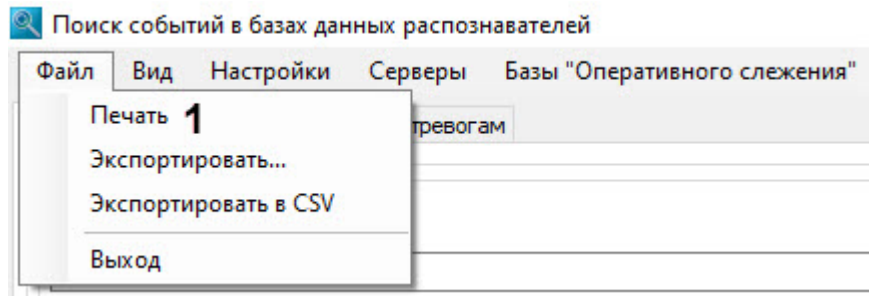 Поиск событий в базах данных распознавателей
Файл Вид Настройки Серверы Базы "Оперативного слежения"
Печать 1
тревогам
Экспортировать...
Экспортировать в CSV
Выход